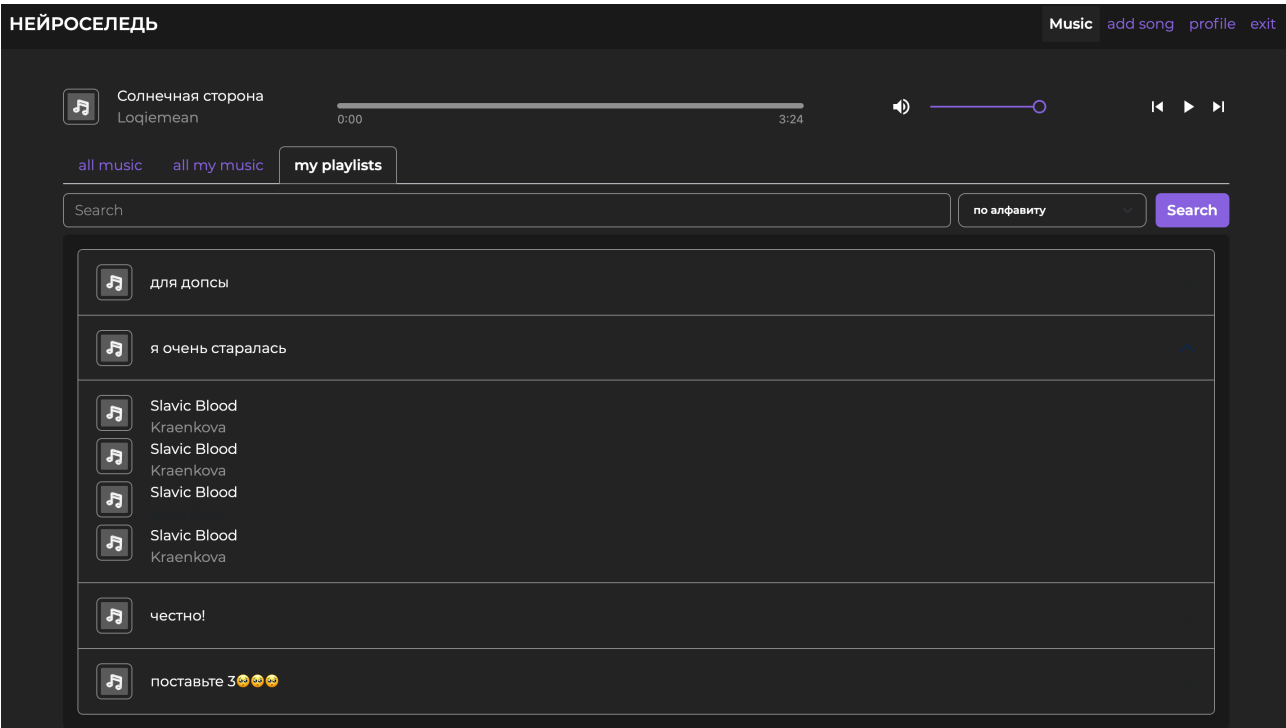 НЕЙРОСЕЛЕДЬ
Music add song profile exit
Солнечная сторона
Loqiemean
0:00 3:24
all music all my music my playlists
Search по алфавиту Search
для допсы
я очень старалась
Slavic Blood
Kraenkova
Slavic Blood
Kraenkova
Slavic Blood
Slavic Blood
Kraenkova
честно!
поставьте 3🥺🥺🥺